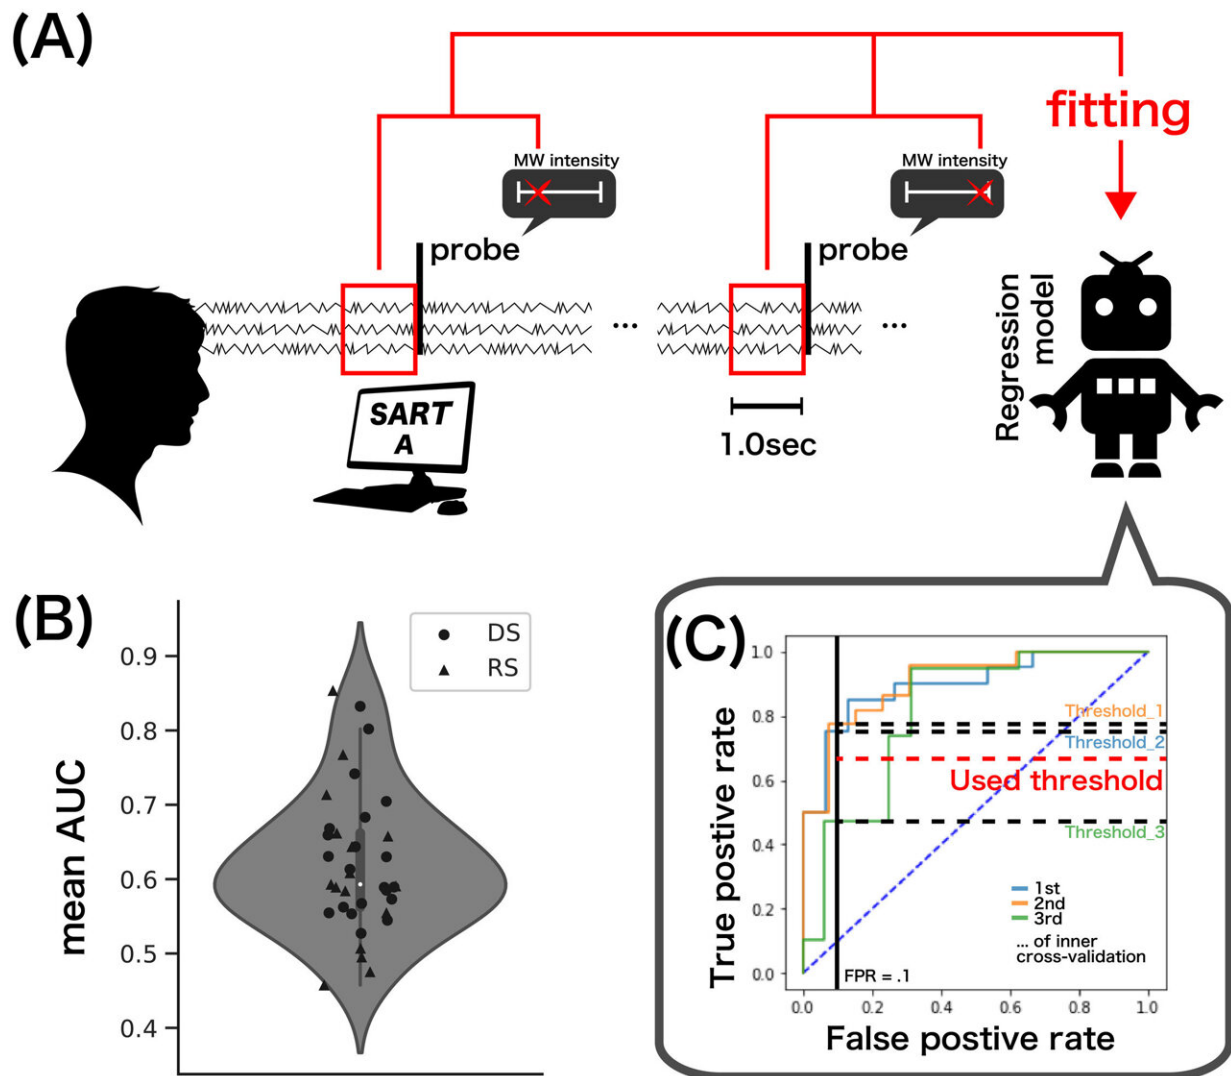 (A)
fitting
MW intensity
MW intensity
probe
probe
...
...
SART
A
1.0sec
Regression
model
(B)
mean AUC
0.9
0.8
0.7
0.6
0.5
0.4
DS
RS
(C)
True postive rate
1.0
0.8
0.6
0.4
0.2
0.0
Threshold_1
Threshold_2
Used threshold
Threshold_3
1st
2nd
3rd
... of inner
cross-validation
FPR = .1
0.0 0.2 0.4 0.6 0.8 1.0
False postive rate